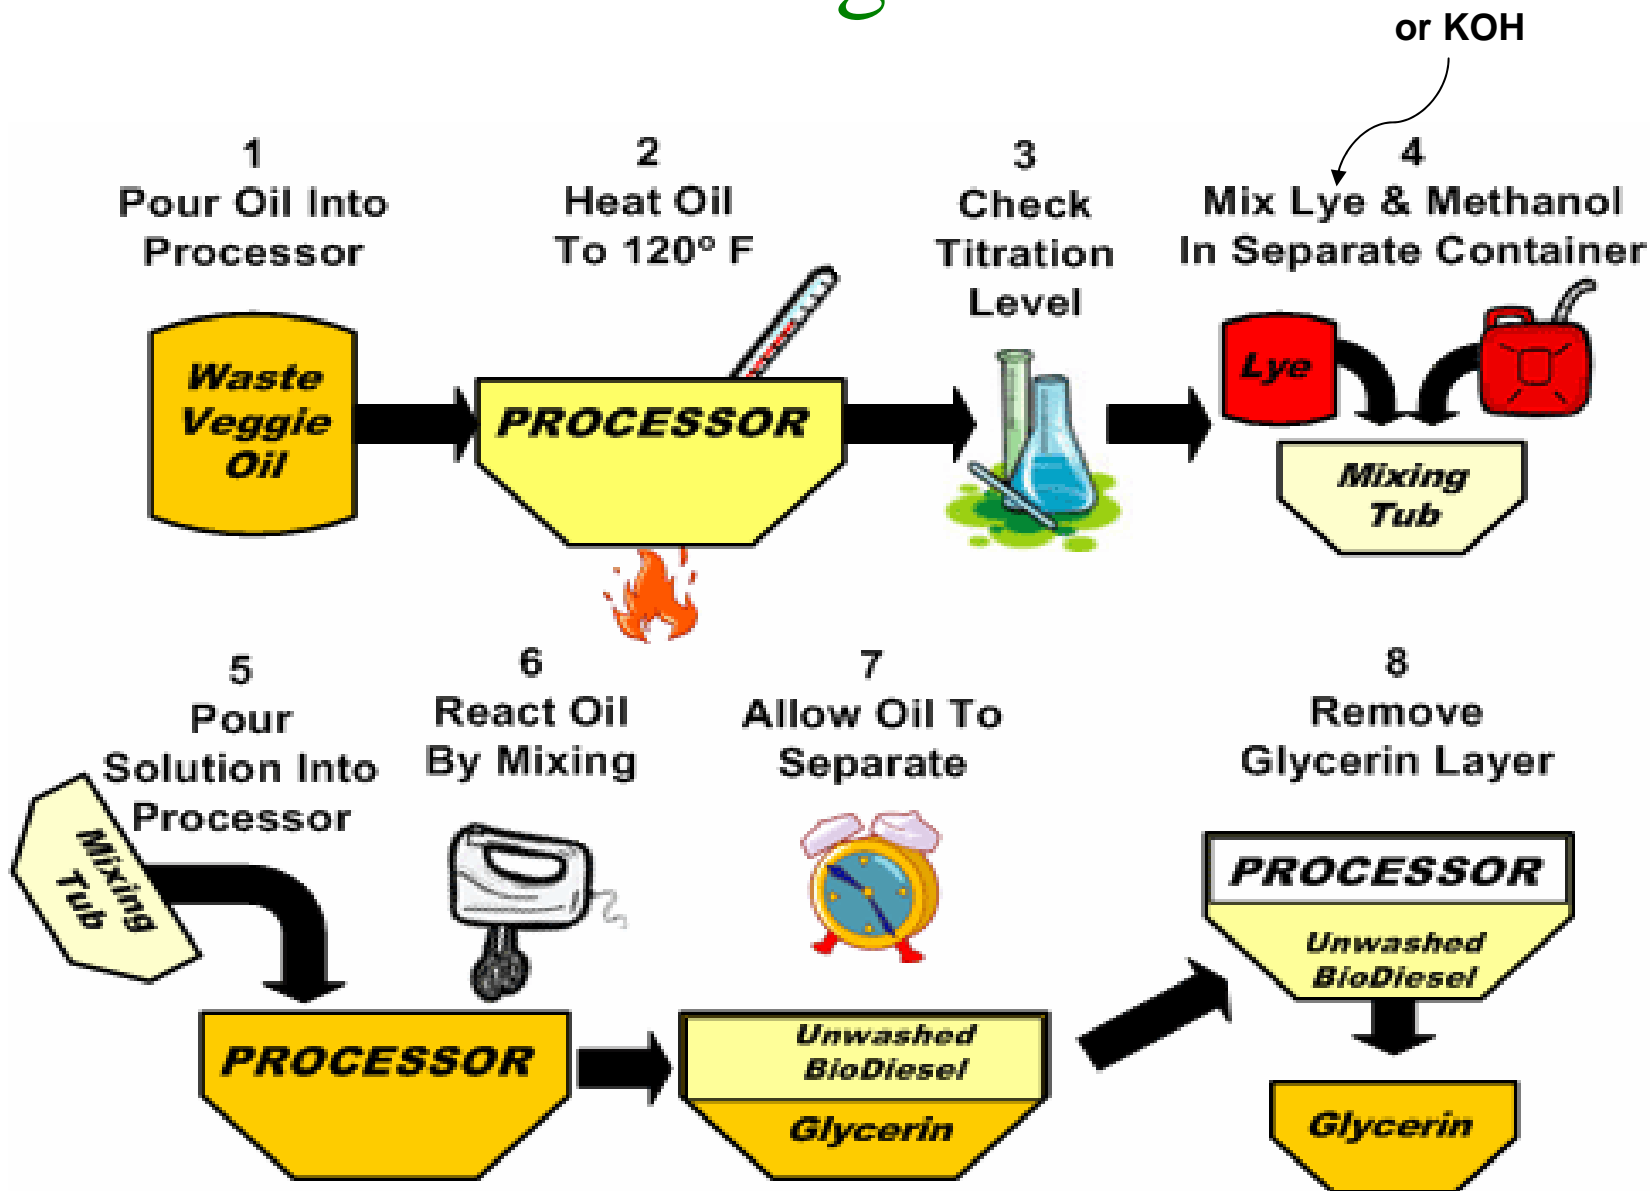 or KOH
1
Pour Oil Into
Processor
2
Heat Oil
To 120º F
3
Check
Titration
Level
4
Mix Lye & Methanol
In Separate Container
Waste
Veggie
Oil
PROCESSOR
Lye
Mixing
Tub
5
Pour
Solution Into
Processor
6
React Oil
By Mixing
7
Allow Oil To
Separate
8
Remove
Glycerin Layer
Mixing
Tub
PROCESSOR
Unwashed
BioDiesel
Glycerin
PROCESSOR
Unwashed
BioDiesel
Glycerin